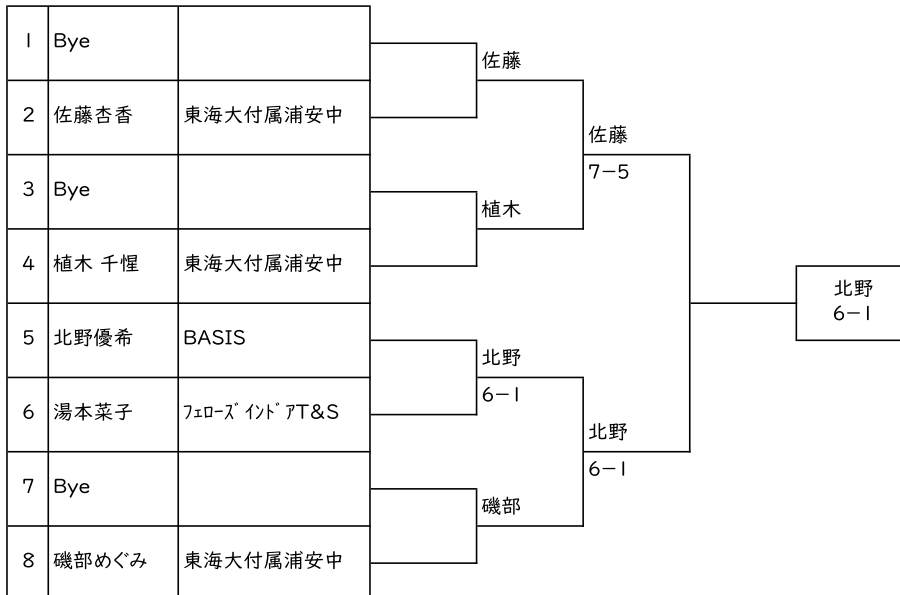 1 Bye
2 佐藤杏香 東海大付属浦安中
3 Bye
4 植木 千惺 東海大付属浦安中
5 北野優希 BASIS
6 湯本菜子 ﾌｪﾛｰｽﾞｲﾝﾄﾞｱT&S
7 Bye
8 磯部めぐみ 東海大付属浦安中
佐藤
植木
北野
6-1
磯部
佐藤
7-5
北野
6-1
北野
6-1